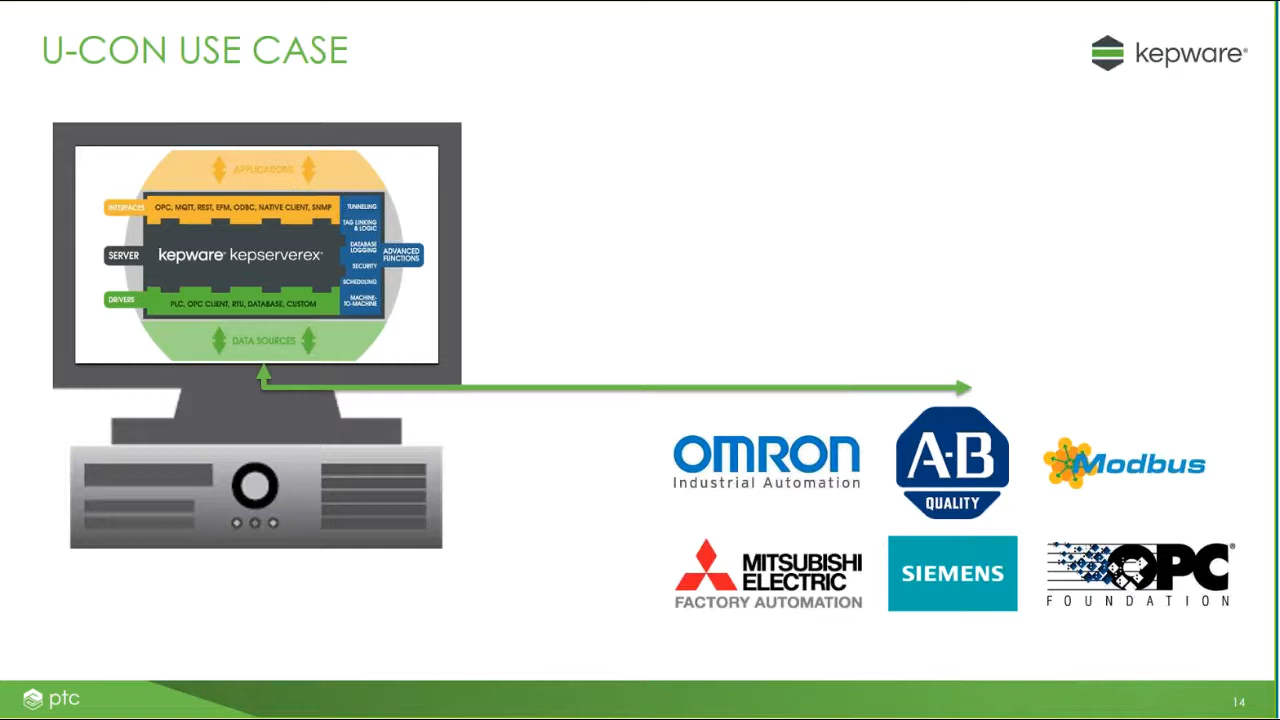 U-CON USE CASE
kepware®
APPLICATIONS
INTERFACES
OPC, MQTT, REST, EFM, ODBC, NATIVE CLIENT, SNMP
TUNNELING
TAG LINKING
& LOGIC
SERVER
kepware® kepserverex®
DATABASE
LOGGING
ADVANCED
FUNCTIONS
SECURITY
SCHEDULING
DRIVERS
PLC, OPC CLIENT, RTU, DATABASE, CUSTOM
MACHINE-
TO-MACHINE
DATA SOURCES
OMRON
Industrial Automation
A-B
QUALITY
Modbus
MITSUBISHI
ELECTRIC
FACTORY AUTOMATION
SIEMENS
OPC®
FOUNDATION
ptc
14